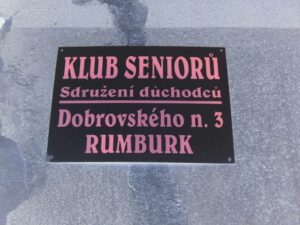 KLUB SENIORŮ
Sdružení důchodců
Dobrovského n. 3
RUMBURK